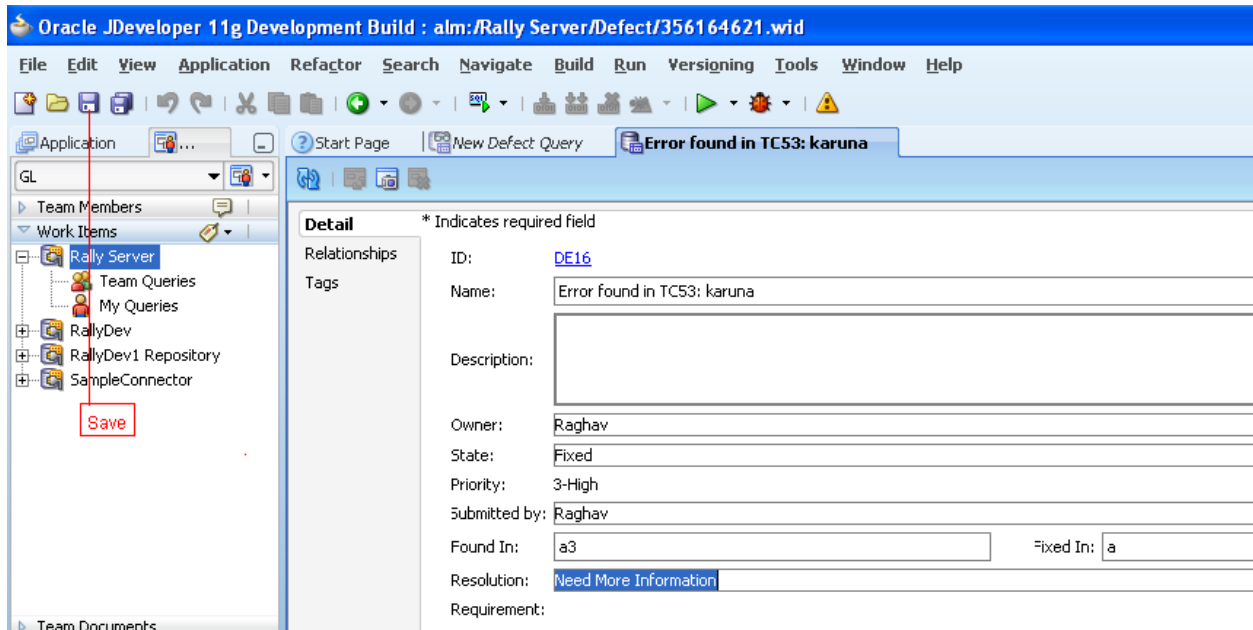 Oracle JDeveloper 11g Development Build : alm:/Rally Server/Defect/356164621.wid
File Edit View Application Refactor Search Navigate Build Run Versioning Tools Window Help
Application ... Start Page New Defect Query Error found in TC53: karuna
GL
Team Members
Work Items
Rally Server
Team Queries
My Queries
RallyDev
RallyDev1 Repository
SampleConnector
Save
Team Documents
Detail
Relationships
Tags
* Indicates required field
ID: DE16
Name: Error found in TC53: karuna
Description:
Owner: Raghav
State: Fixed
Priority: 3-High
Submitted by: Raghav
Found In: a3 Fixed In: a
Resolution: Need More Information
Requirement: